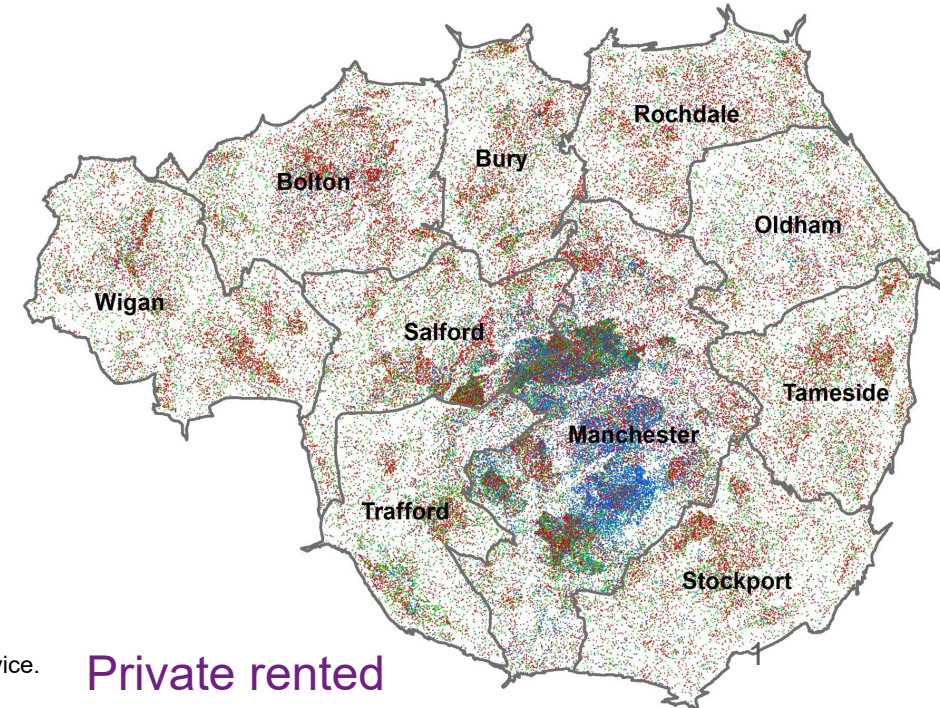 Rochdale
Bury
Bolton
Oldham
Wigan
Salford
Tameside
Manchester
Trafford
Stockport
1
vice.
Private rented